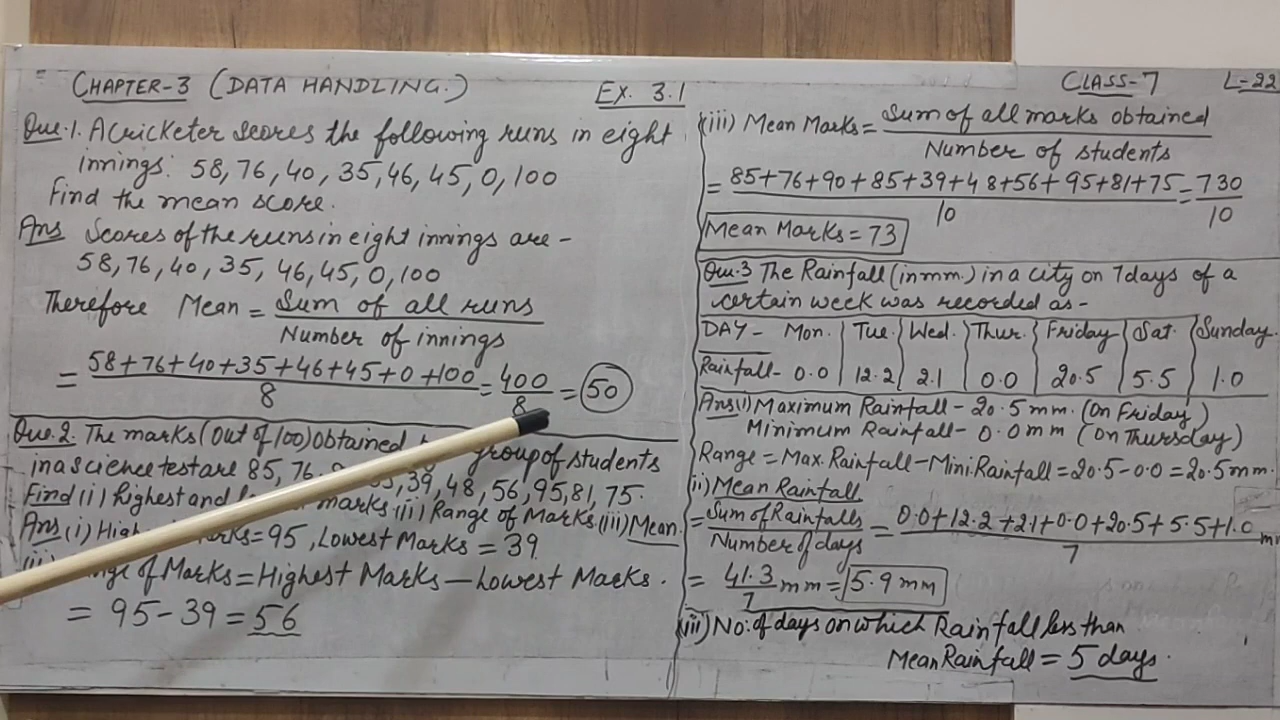 CHAPTER-3 (DATA HANDLING.) EX. 3.1
Que.1. A Cricketer scores the following runs in eight
innings: 58, 76, 40, 35, 46, 45, 0, 100
Find the mean score.
Ans Scores of the runs in eight innings are -
58, 76, 40, 35, 46, 45, 0, 100
Therefore Mean = Sum of all runs
Number of innings
= 58+76+40+35+46+45+0+100 = 400 = 50
8 8
Que.2. The marks (out of 100) obtained group of students
in a science test are 85, 76, 39, 48, 56, 95, 81, 75.
Find (i) highest and marks (ii) Range of Marks (iii) Mean.
Ans (i) = 95, Lowest Marks = 39
of Marks = Highest Marks – Lowest Marks.
= 95 - 39 = 56
CLASS-7 L-22
(iii) Mean Marks = Sum of all marks obtained
Number of students
= 85+76+90+85+39+48+56+95+81+75 = 730
10 10
Mean Marks = 73
Que.3 The Rainfall (in mm.) in a city on 7 days of a
certain week was recorded as -
DAY - Mon. Tue. Wed. Thur. Friday Sat. Sunday
Rainfall - 0.0 12.2 2.1 0.0 20.5 5.5 1.0
Ans (i) Maximum Rainfall - 20.5 mm. (On Friday)
Minimum Rainfall - 0.0 mm (On Thursday)
Range = Max. Rainfall - Mini. Rainfall = 20.5 - 0.0 = 20.5 mm.
(ii) Mean Rainfall
= Sum of Rainfalls = 0.0+12.2+2.1+0.0+20.5+5.5+1.0 mm
Number of days 7
= 41.3 mm = 5.9 mm
7
(iii) No: of days on which Rainfall less than
Mean Rainfall = 5 days.